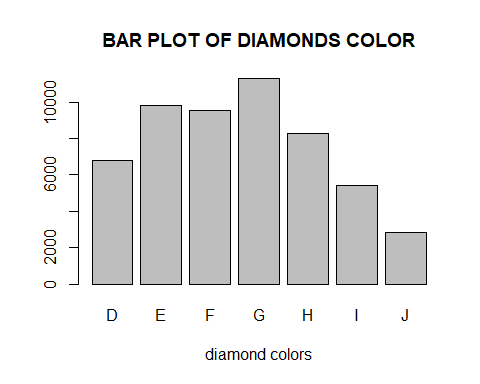 BAR PLOT OF DIAMONDS COLOR
10000
6000
2000
0
D E F G H I J
diamond colors